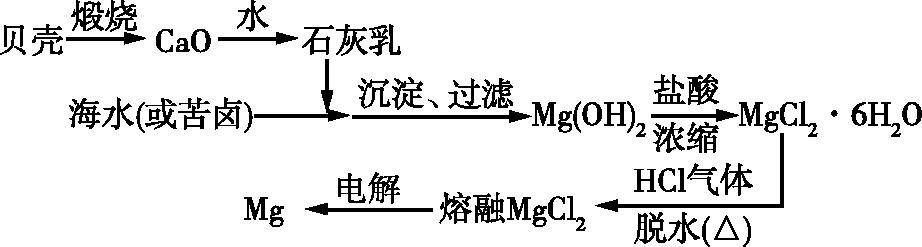 贝壳 煅烧 CaO 水 石灰乳
海水(或苦卤) 沉淀、过滤 Mg(OH)₂ 盐酸 浓缩 MgCl₂·6H₂O
HCl气体 脱水(△)
Mg 电解 熔融MgCl₂